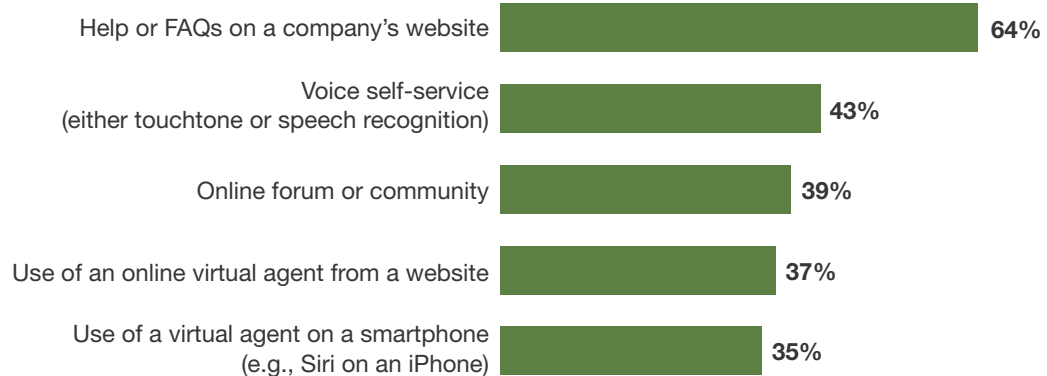 Help or FAQs on a company’s website 64%
Voice self-service
(either touchtone or speech recognition) 43%
Online forum or community 39%
Use of an online virtual agent from a website 37%
Use of a virtual agent on a smartphone
(e.g., Siri on an iPhone) 35%